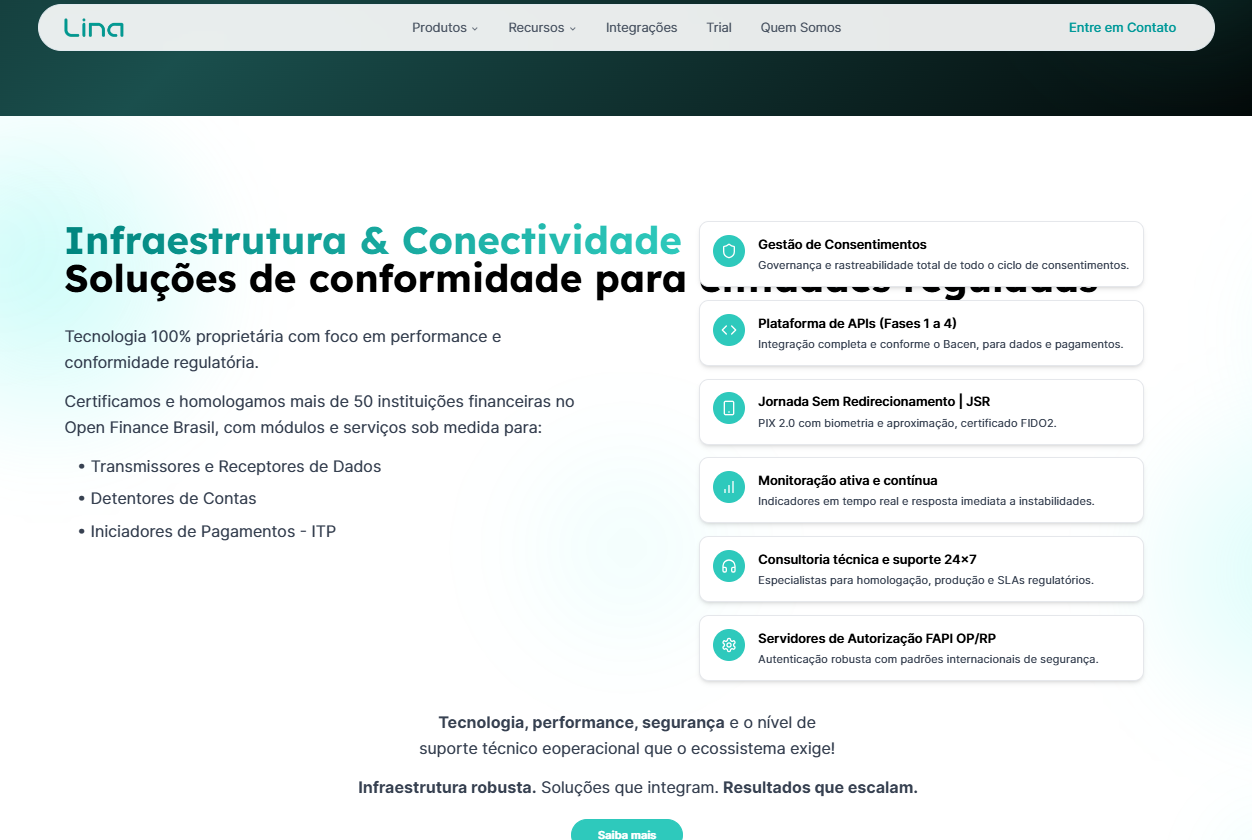 Lina
Produtos
Recursos
Integrações
Trial
Quem Somos
Entre em Contato
Infraestrutura & Conectividade
Soluções de conformidade para entidades reguladas
Tecnologia 100% proprietária com foco em performance e
conformidade regulatória.
Certificamos e homologamos mais de 50 instituições financeiras no
Open Finance Brasil, com módulos e serviços sob medida para:
• Transmissores e Receptores de Dados
• Detentores de Contas
• Iniciadores de Pagamentos - ITP
Gestão de Consentimentos
Governança e rastreabilidade total de todo o ciclo de consentimentos.
Plataforma de APIs (Fases 1 a 4)
Integração completa e conforme o Bacen, para dados e pagamentos.
Jornada Sem Redirecionamento | JSR
PIX 2.0 com biometria e aproximação, certificado FIDO2.
Monitoração ativa e contínua
Indicadores em tempo real e resposta imediata a instabilidades.
Consultoria técnica e suporte 24×7
Especialistas para homologação, produção e SLAs regulatórios.
Servidores de Autorização FAPI OP/RP
Autenticação robusta com padrões internacionais de segurança.
Tecnologia, performance, segurança e o nível de
suporte técnico eoperacional que o ecossistema exige!
Infraestrutura robusta. Soluções que integram. Resultados que escalam.
Saiba mais